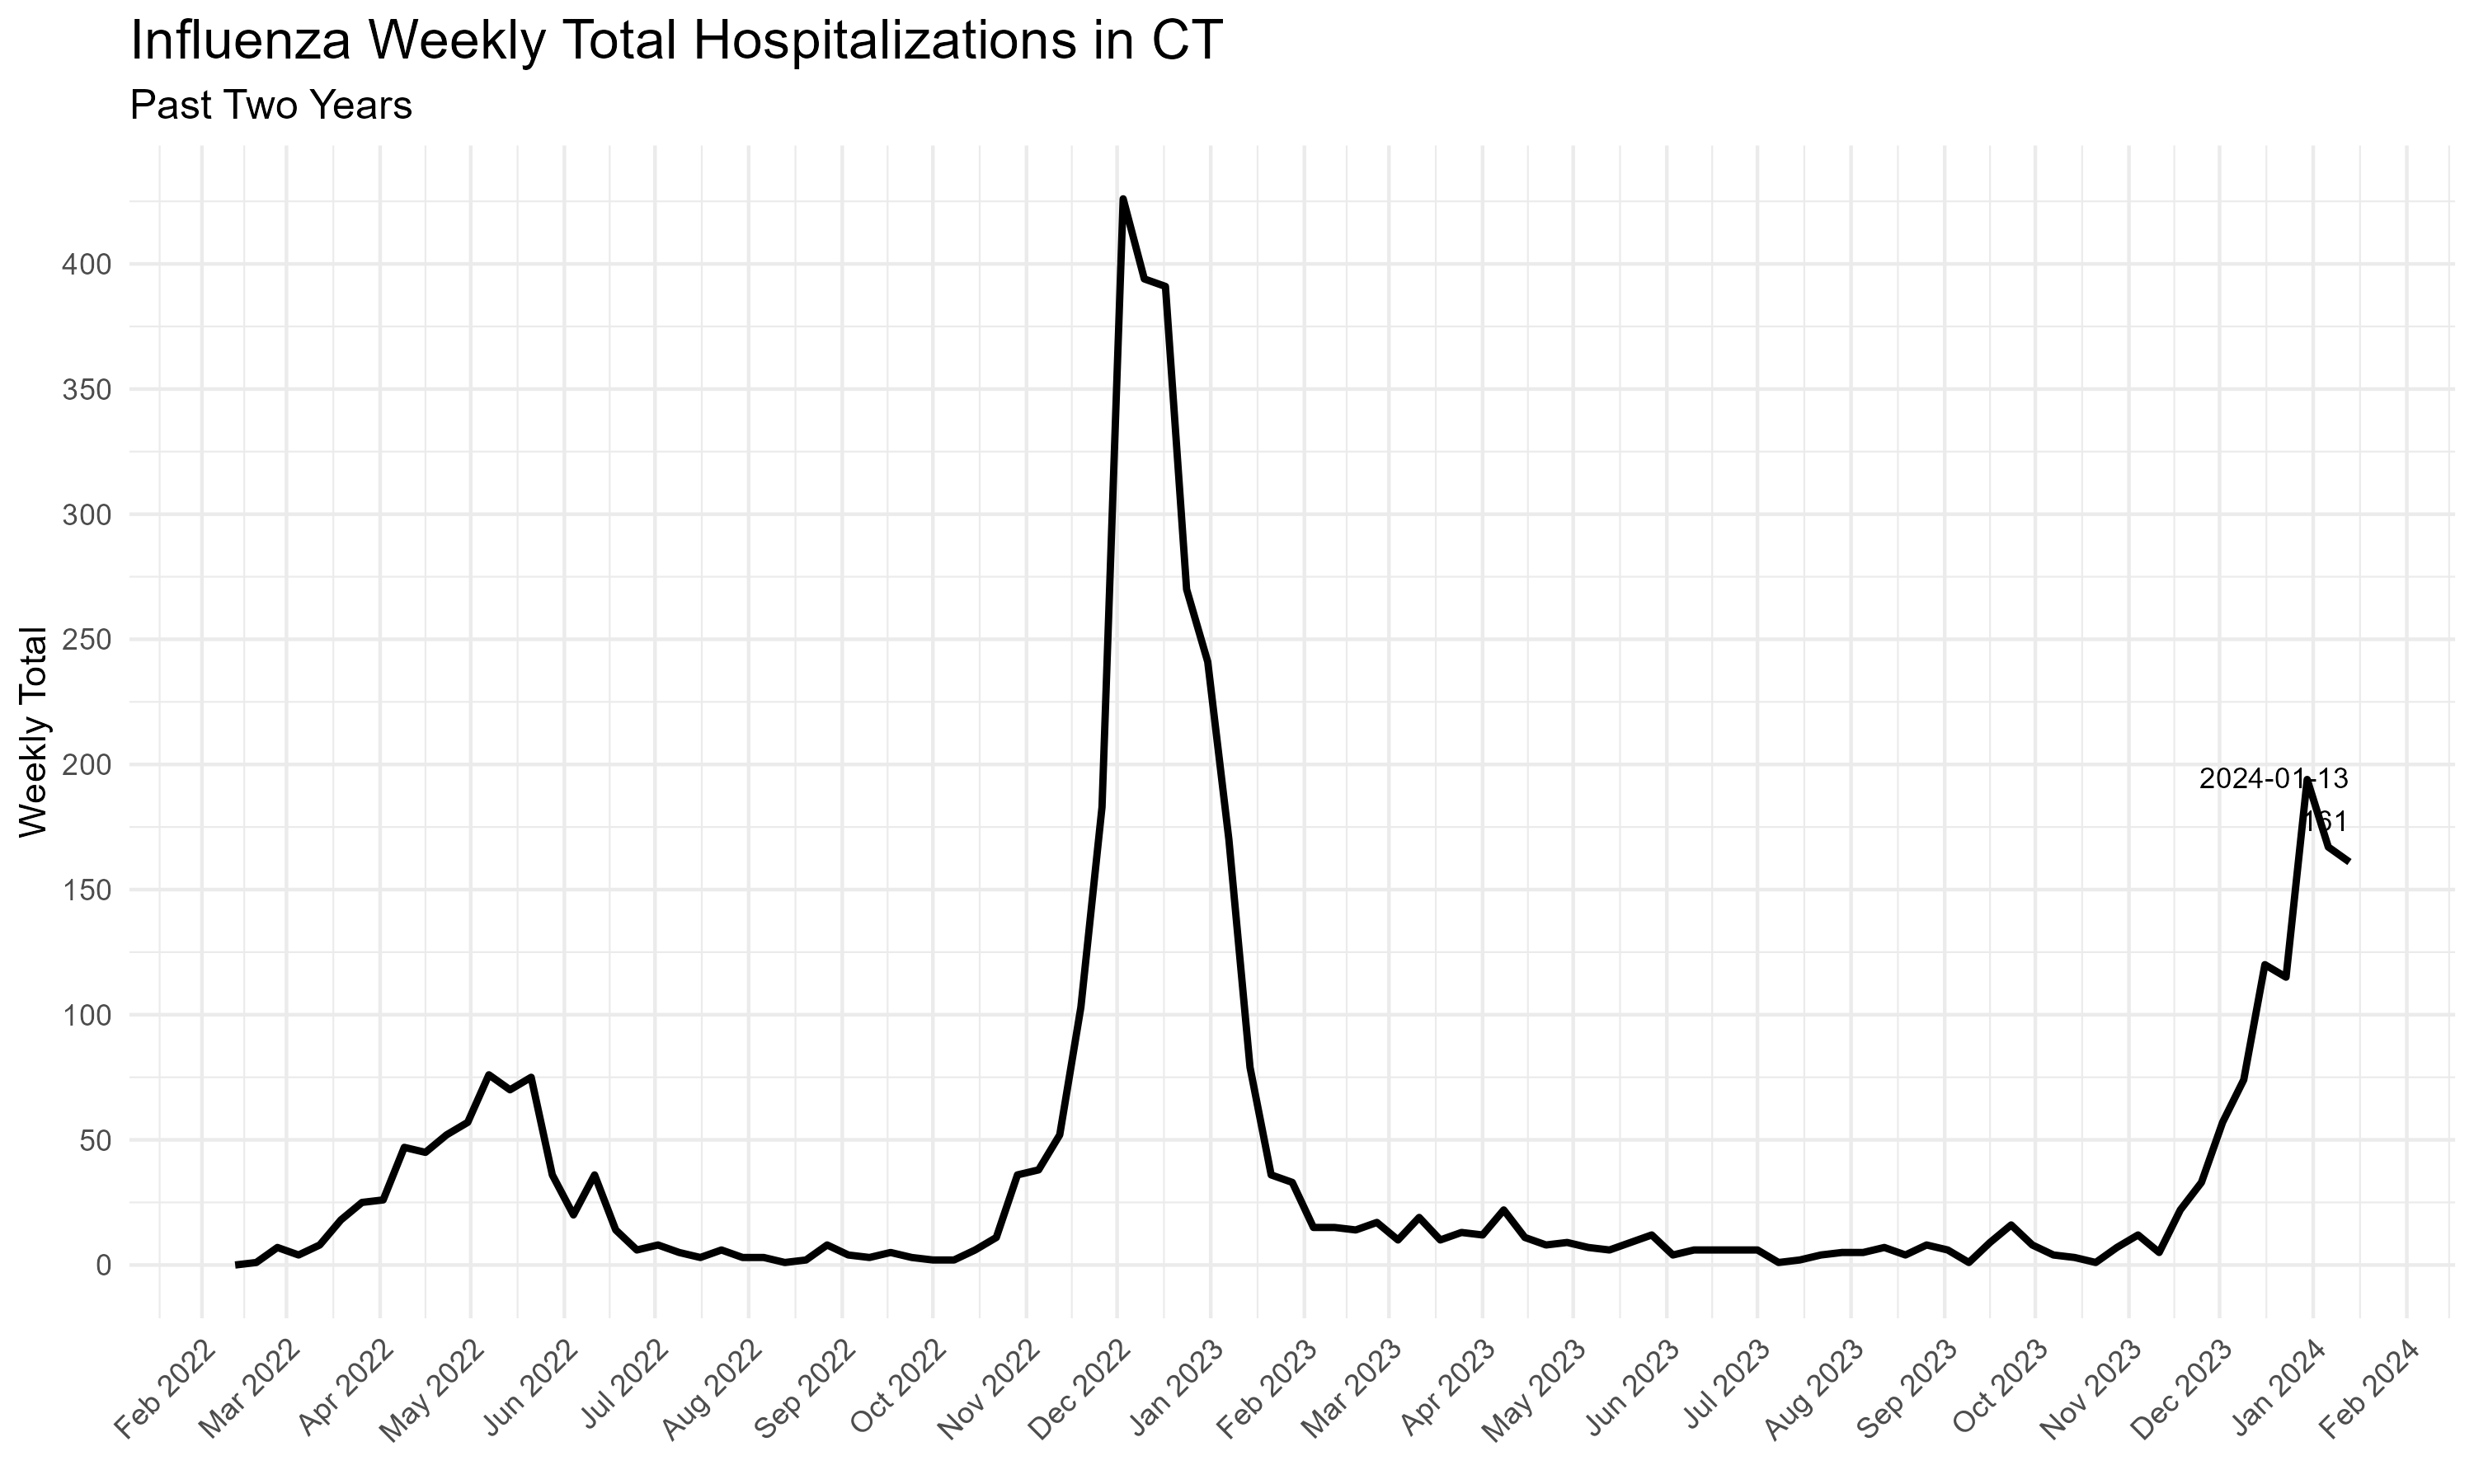 Influenza Weekly Total Hospitalizations in CT
Past Two Years
Weekly Total
400
350
300
250
200
150
100
50
0
2024-01-13
161
Feb 2022
Mar 2022
Apr 2022
May 2022
Jun 2022
Jul 2022
Aug 2022
Sep 2022
Oct 2022
Nov 2022
Dec 2022
Jan 2023
Feb 2023
Mar 2023
Apr 2023
May 2023
Jun 2023
Jul 2023
Aug 2023
Sep 2023
Oct 2023
Nov 2023
Dec 2023
Jan 2024
Feb 2024